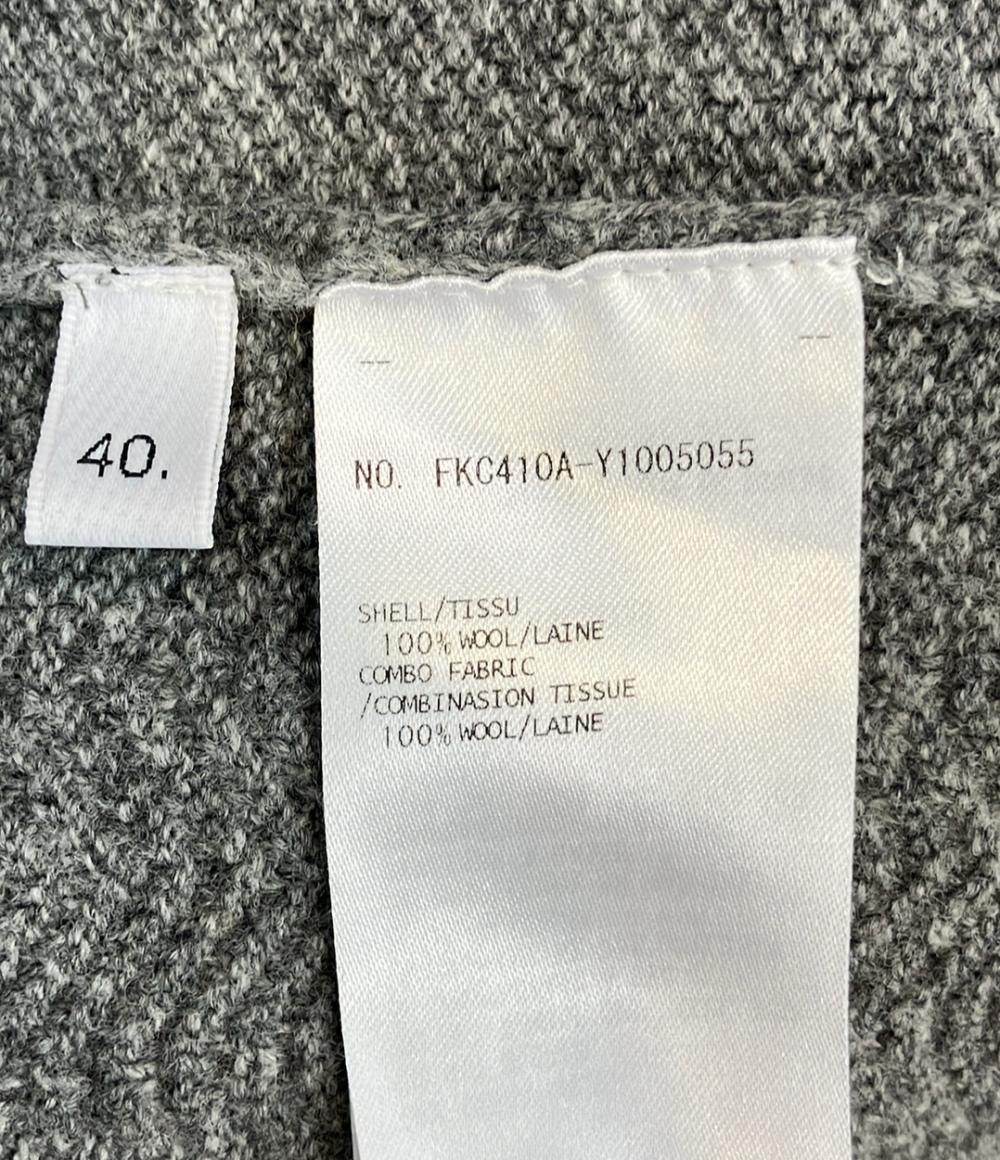 40.
NO. FKC410A-Y1005055
SHELL/TISSU
100% WOOL/LAINE
COMBO FABRIC
/COMBINASION TISSUE
100% WOOL/LAINE